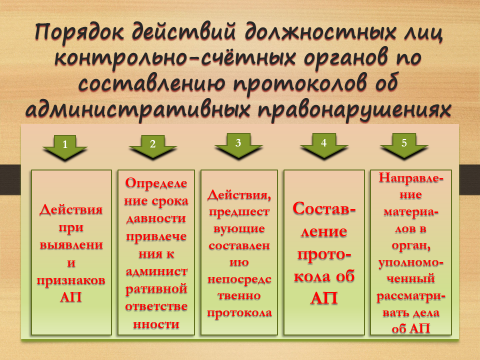 Порядок действий должностных лиц
контрольно-счётных органов по
составлению протоколов об
административных правонарушениях
1
2
3
4
5
Действия
при
выявлени
и
признаков
АП
Определе
ние срока
давности
привлече
ния к
админист
ративной
ответстве
нности
Действия,
предшест
вующие
составлен
ию
непосредс
твенно
протокола
Состав-
ление
прото-
кола об
АП
Направле-
ние
материа-
лов в
орган,
уполномо-
ченный
рассматри-
вать дела
об АП